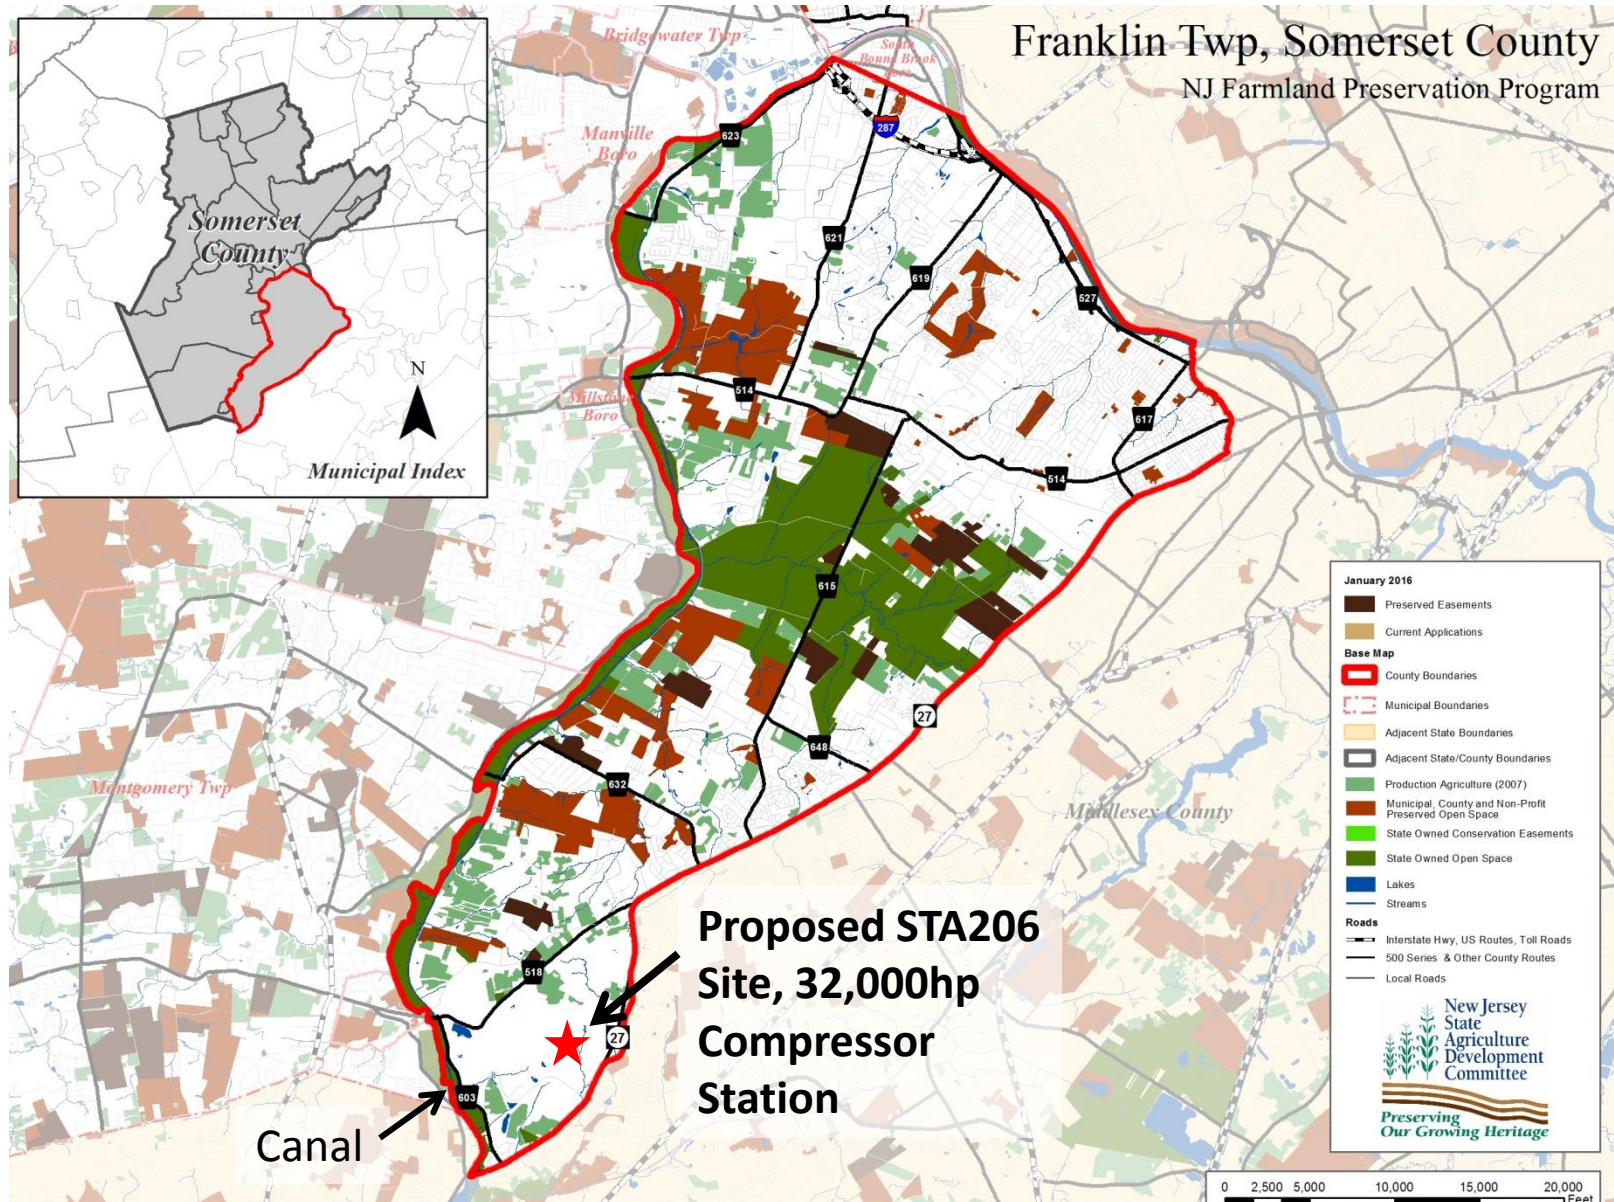 Franklin Twp, Somerset County
NJ Farmland Preservation Program
Bridgewater Twp
South
Bound Brook
Boro
Manville
Boro
Somerset
County
N
Municipal Index
287
623
621
619
527
514
Millstone
Boro
617
514
615
27
648
632
Montgomery Twp
Middlesex County
518
27
603
Proposed STA206
Site, 32,000hp
Compressor
Station
Canal
January 2016
Preserved Easements
Current Applications
Base Map
County Boundaries
Municipal Boundaries
Adjacent State Boundaries
Adjacent State/County Boundaries
Production Agriculture (2007)
Municipal, County and Non-Profit
Preserved Open Space
State Owned Conservation Easements
State Owned Open Space
Lakes
Streams
Roads
Interstate Hwy, US Routes, Toll Roads
500 Series & Other County Routes
Local Roads
New Jersey
State
Agriculture
Development
Committee
Preserving
Our Growing Heritage
0 2,500 5,000 10,000 15,000 20,000
Feet